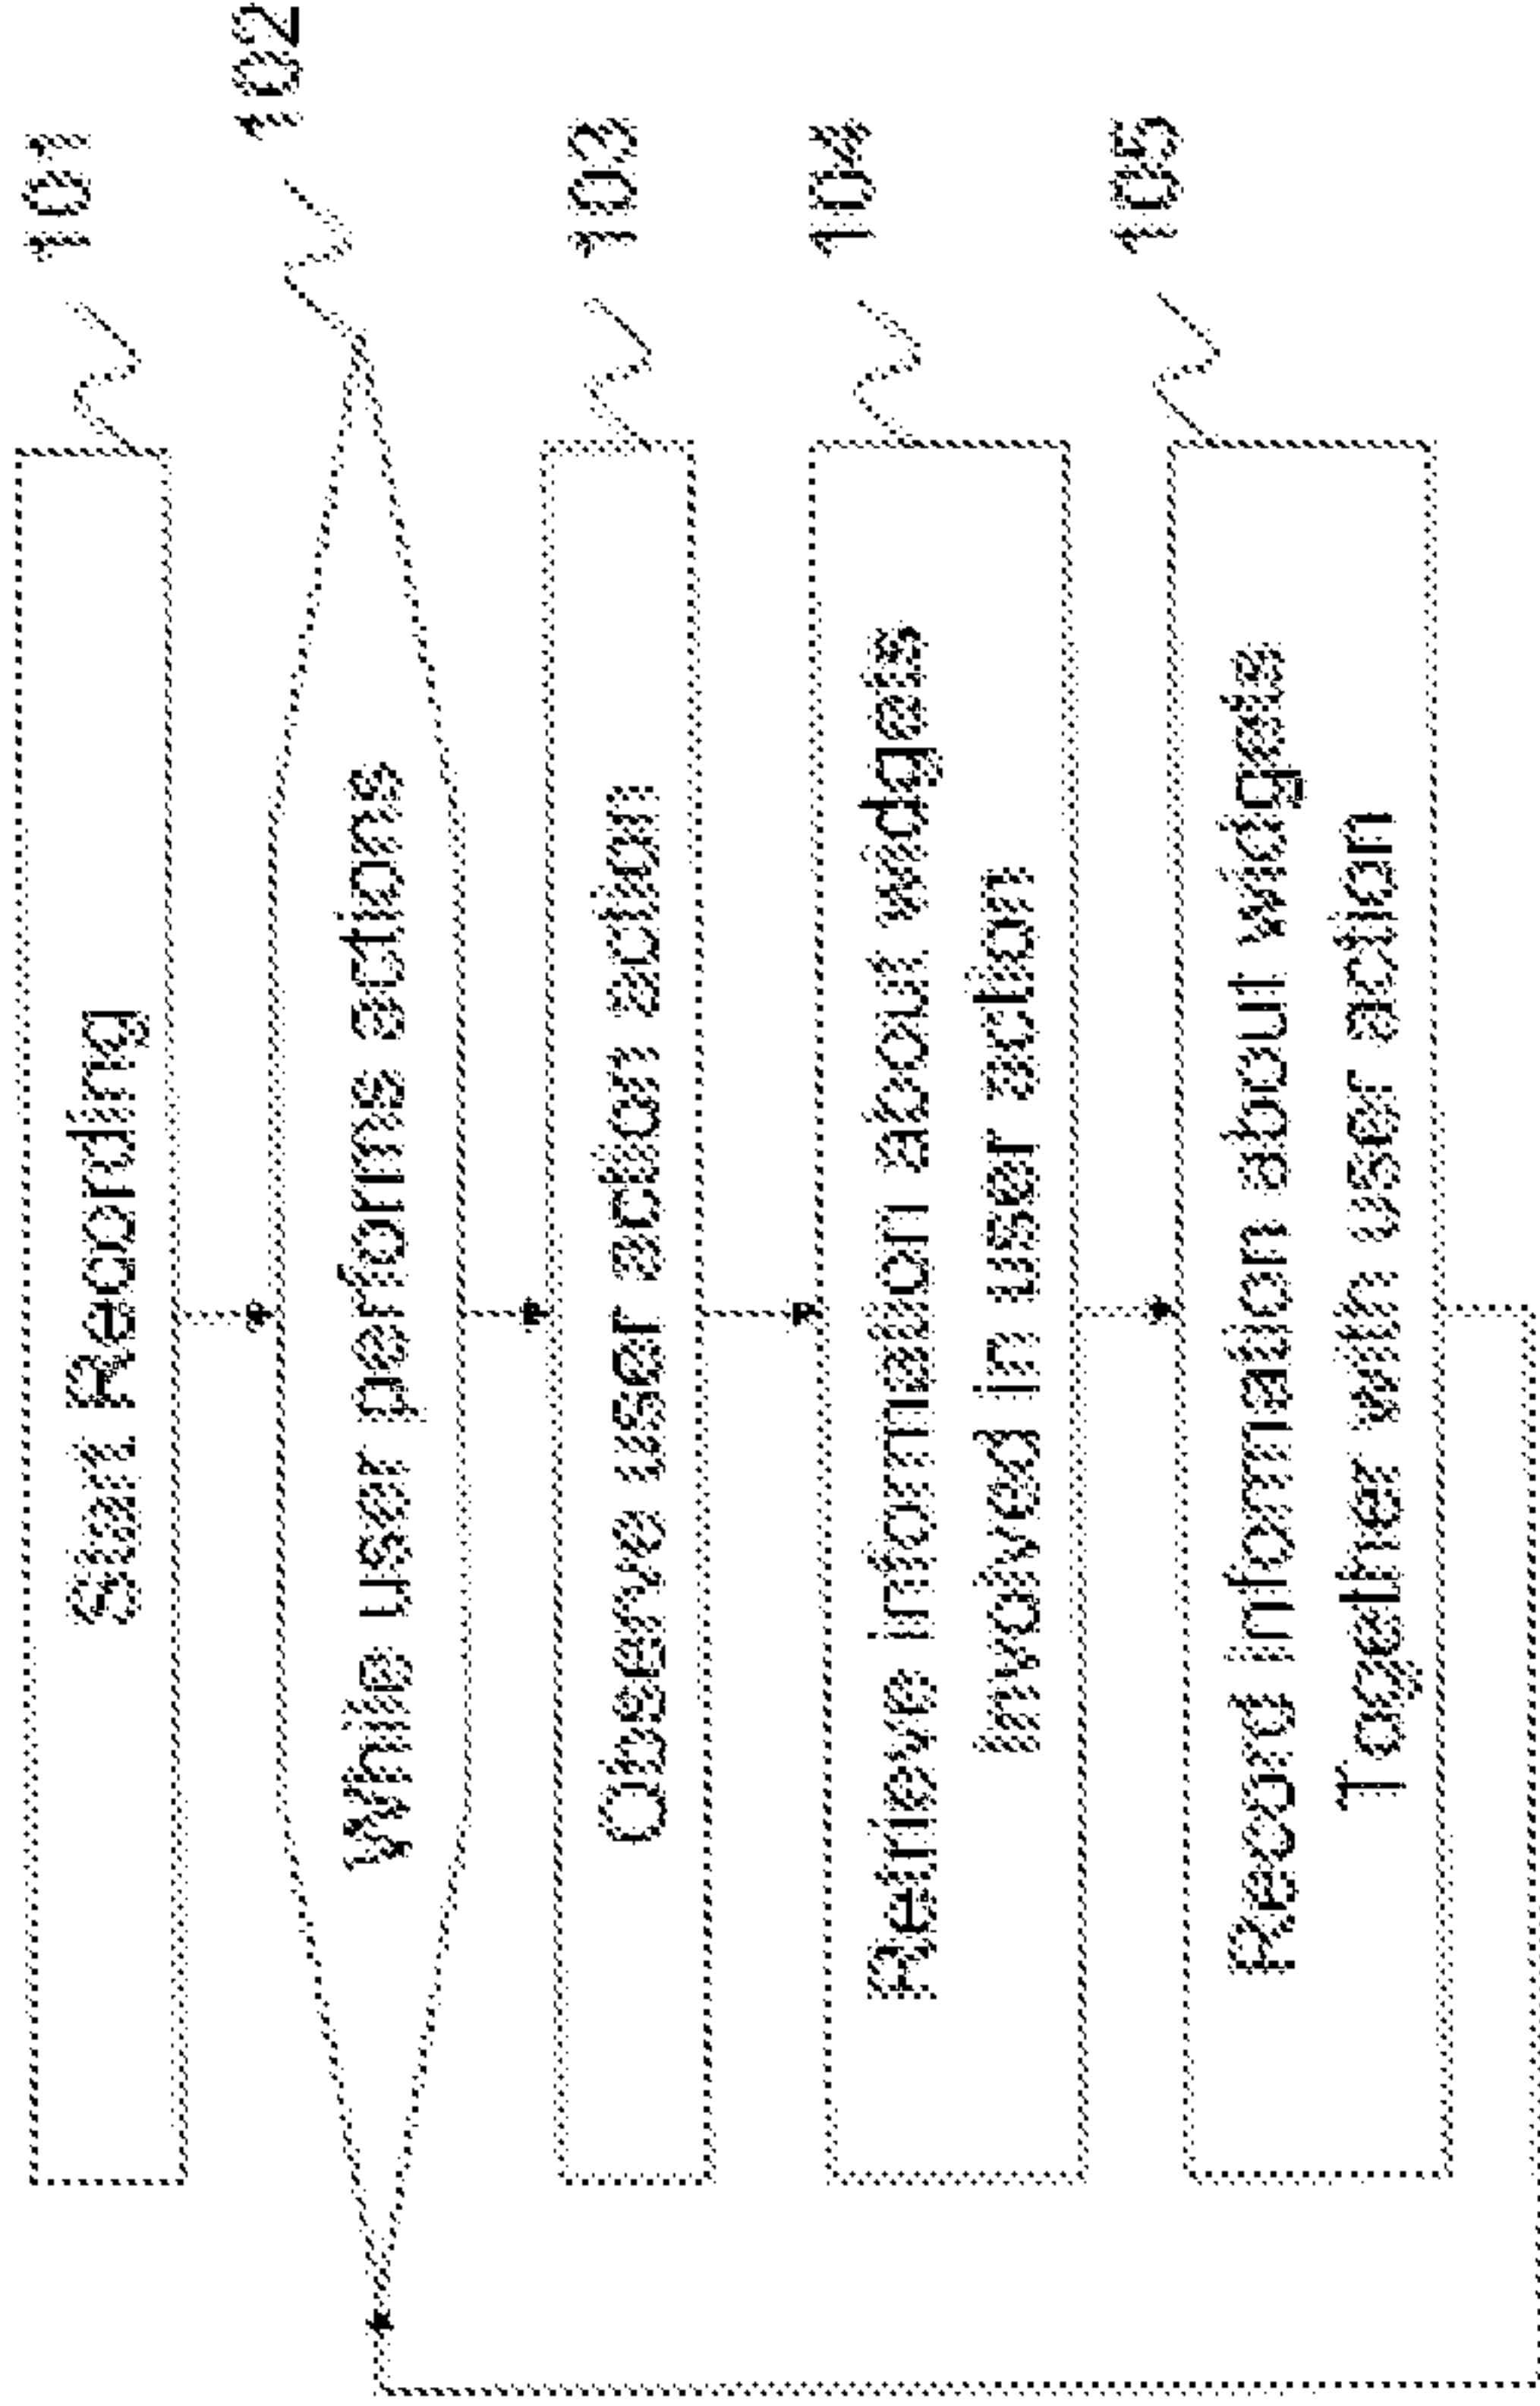 Start Recording
101
While user performs actions
102
Observe user action action
103
Retrieve information about widgets
Involved in user action
104
Record information about widgets
Together with user action
105